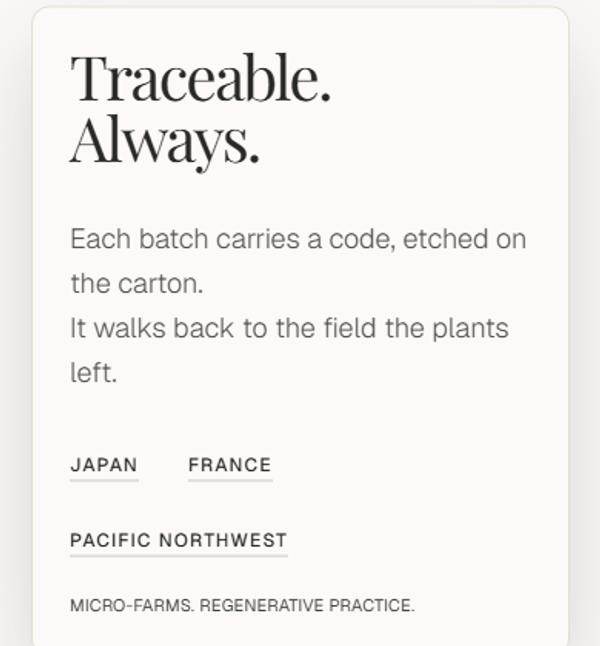 Traceable.
Always.
Each batch carries a code, etched on
the carton.
It walks back to the field the plants
left.
JAPAN FRANCE
PACIFIC NORTHWEST
MICRO-FARMS. REGENERATIVE PRACTICE.